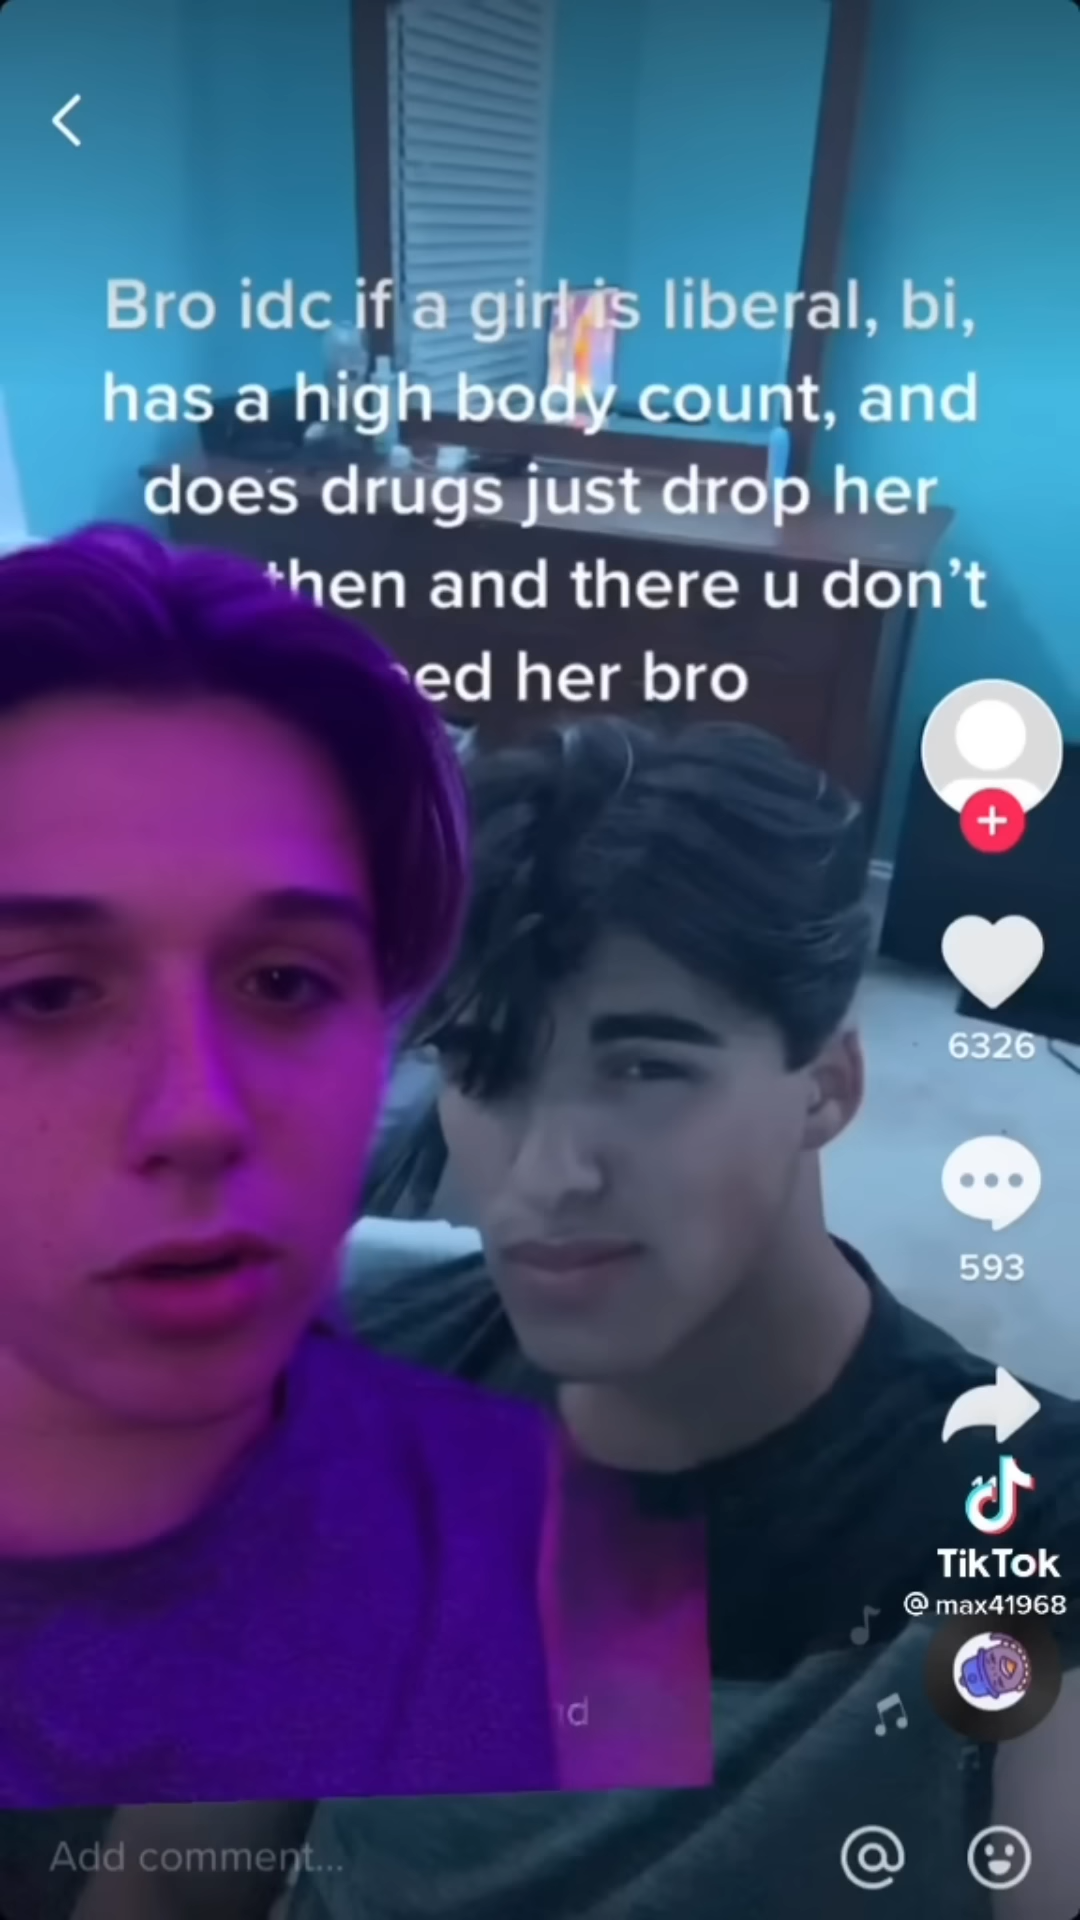 Bro idc if a girl is liberal, bi,
has a high body count, and
does drugs just drop her
then and there u don't
her bro
6326
593
TikTok
@max41968
Add comment...